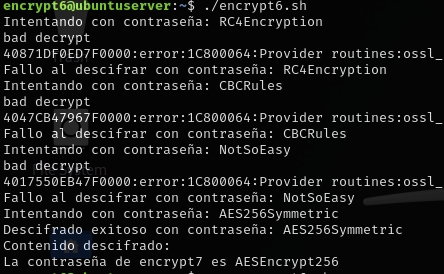 encrypt6@ubuntuserver:~$ ./encrypt6.sh
Intentando con contraseña: RC4Encryption
bad decrypt
40871DF0ED7F0000:error:1C800064:Provider routines:ossl_
Fallo al descifrar con contraseña: RC4Encryption
Intentando con contraseña: CBCRules
bad decrypt
4047CB47967F0000:error:1C800064:Provider routines:ossl_
Fallo al descifrar con contraseña: CBCRules
Intentando con contraseña: NotSoEasy
bad decrypt
4017550EB47F0000:error:1C800064:Provider routines:ossl_
Fallo al descifrar con contraseña: NotSoEasy
Intentando con contraseña: AES256Symmetric
Descifrado exitoso con contraseña: AES256Symmetric
Contenido descifrado:
La contraseña de encrypt7 es AESEncrypt256